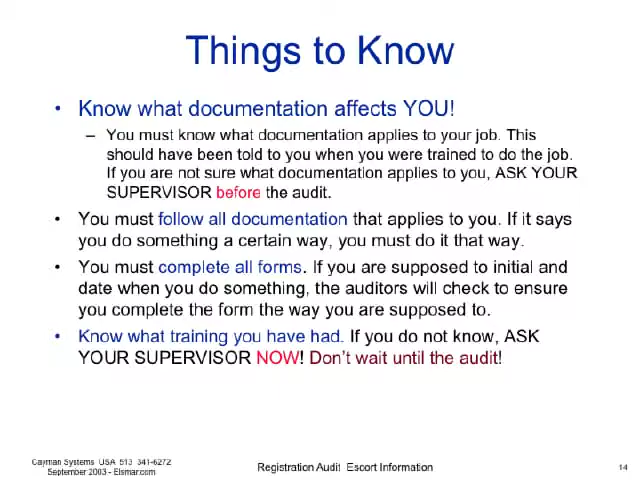 Things to Know
• Know what documentation affects YOU!
– You must know what documentation applies to your job. This
should have been told to you when you were trained to do the job.
If you are not sure what documentation applies to you, ASK YOUR
SUPERVISOR before the audit.
• You must follow all documentation that applies to you. If it says
you do something a certain way, you must do it that way.
• You must complete all forms. If you are supposed to initial and
date when you do something, the auditors will check to ensure
you complete the form the way you are supposed to.
• Know what training you have had. If you do not know, ASK
YOUR SUPERVISOR NOW! Don't wait until the audit!
Cayman Systems USA 513 341-6272
September 2003 - Elsmar.com
Registration Audit Escort Information
14